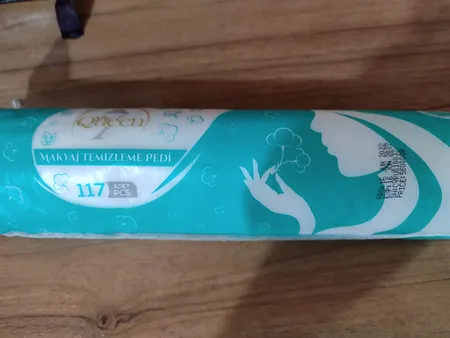 Queen
MAKYAJ TEMİZLEME PEDİ
117 ADET
PCS